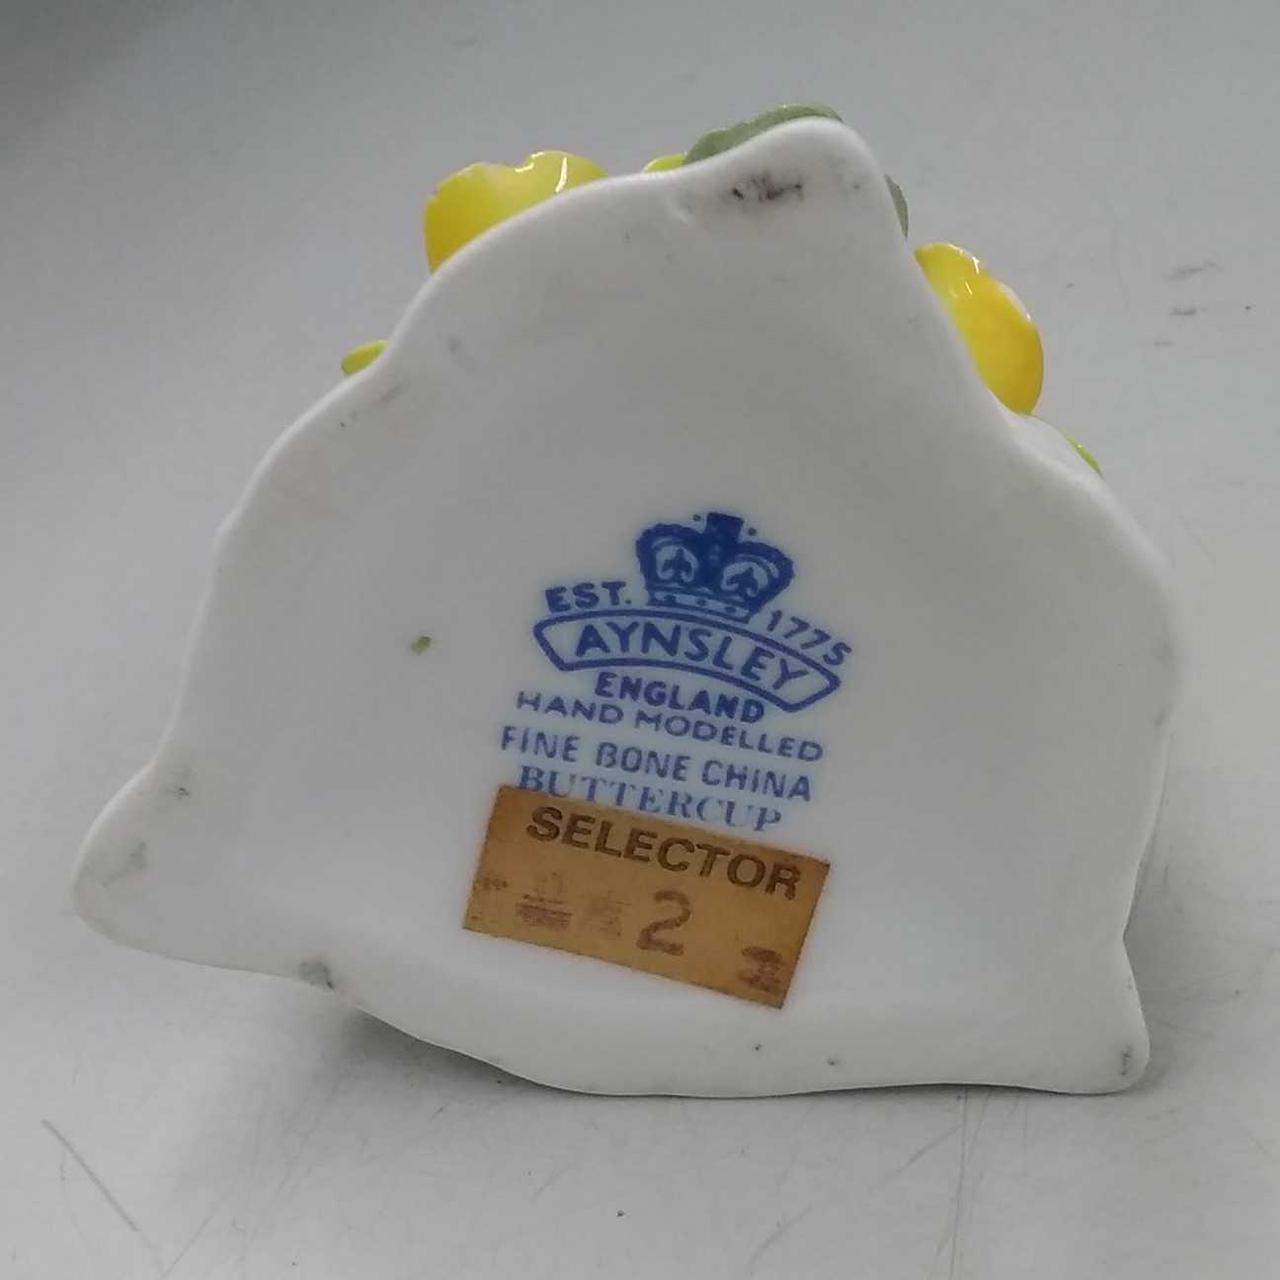 EST. 1775
AYNSLEY
ENGLAND
HAND MODELLED
FINE BONE CHINA
BUTTERCUP
SELECTOR
2